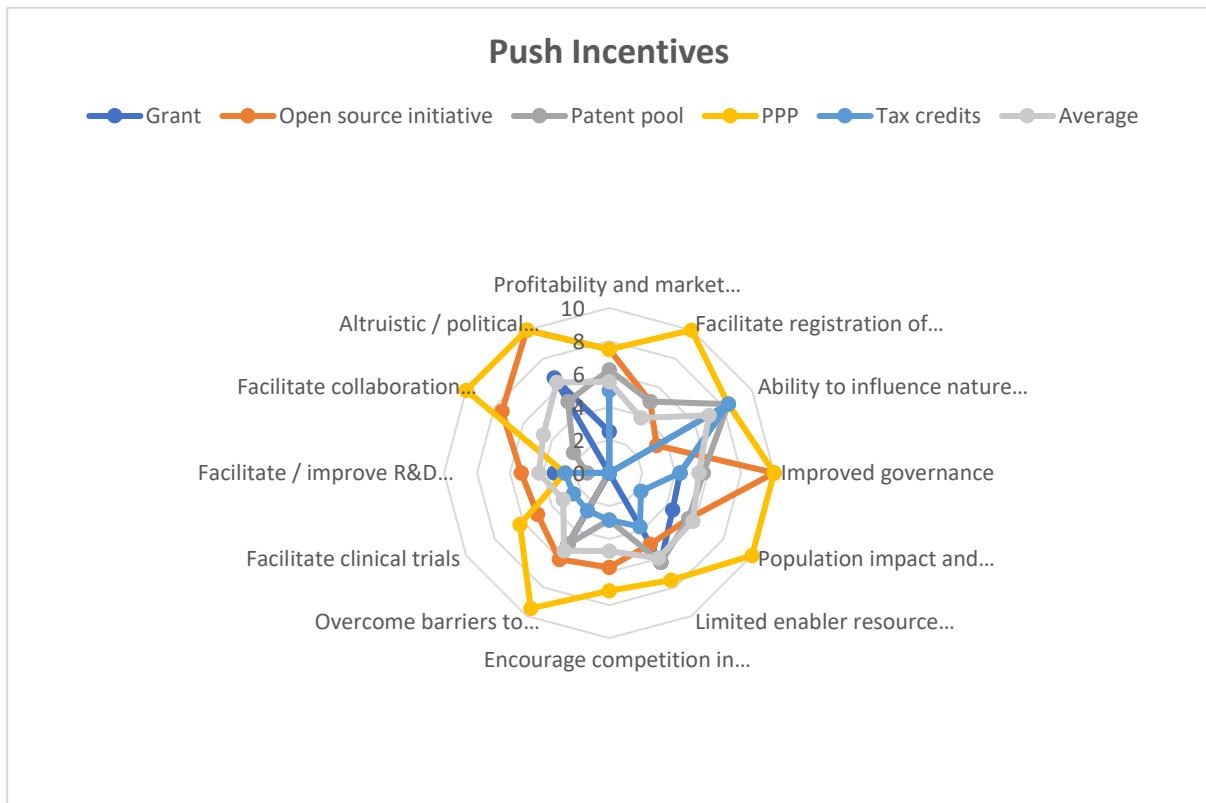 Push Incentives
Grant Open source initiative Patent pool PPP Tax credits Average
Profitability and market…
Facilitate registration of…
Ability to influence nature…
Improved governance
Population impact and…
Limited enabler resource…
Encourage competition in…
Overcome barriers to…
Facilitate clinical trials
Facilitate / improve R&D…
Facilitate collaboration…
Altruistic / political…
10
8
6
4
2
0